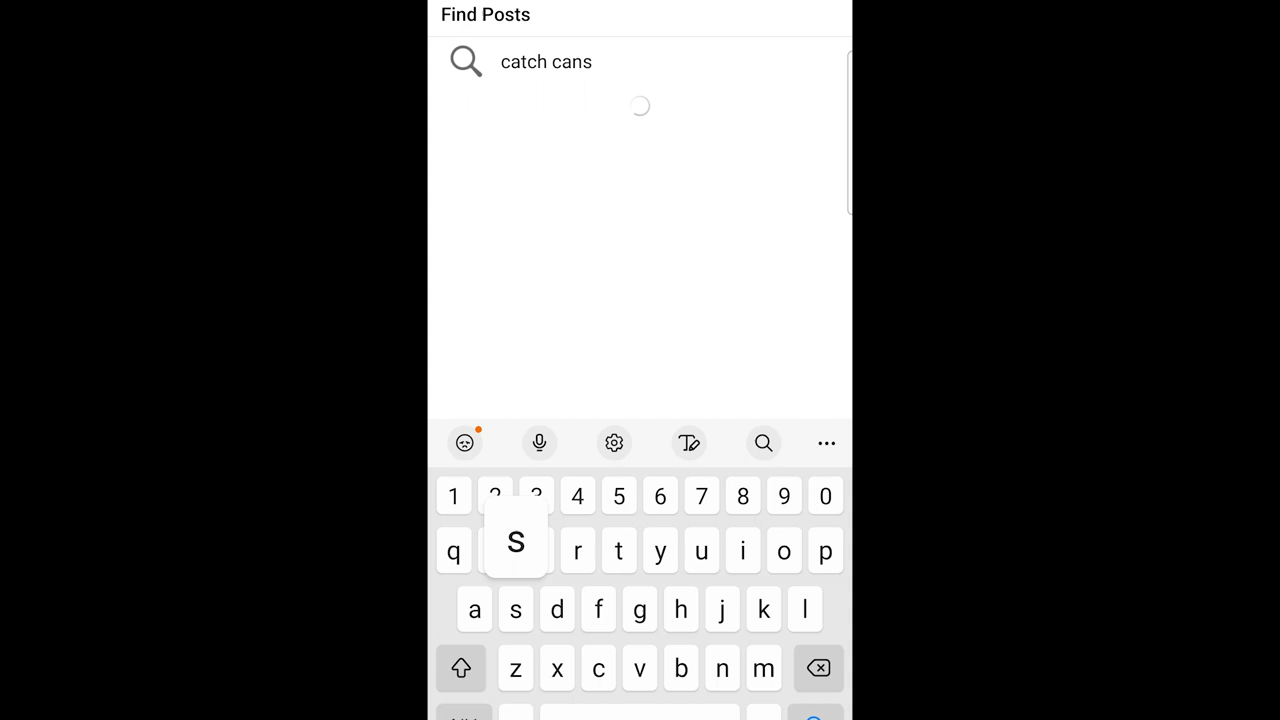 Find Posts
catch cans
1 2 3 4 5 6 7 8 9 0
q s r t y u i o p
a s d f g h j k l
z x c v b n m